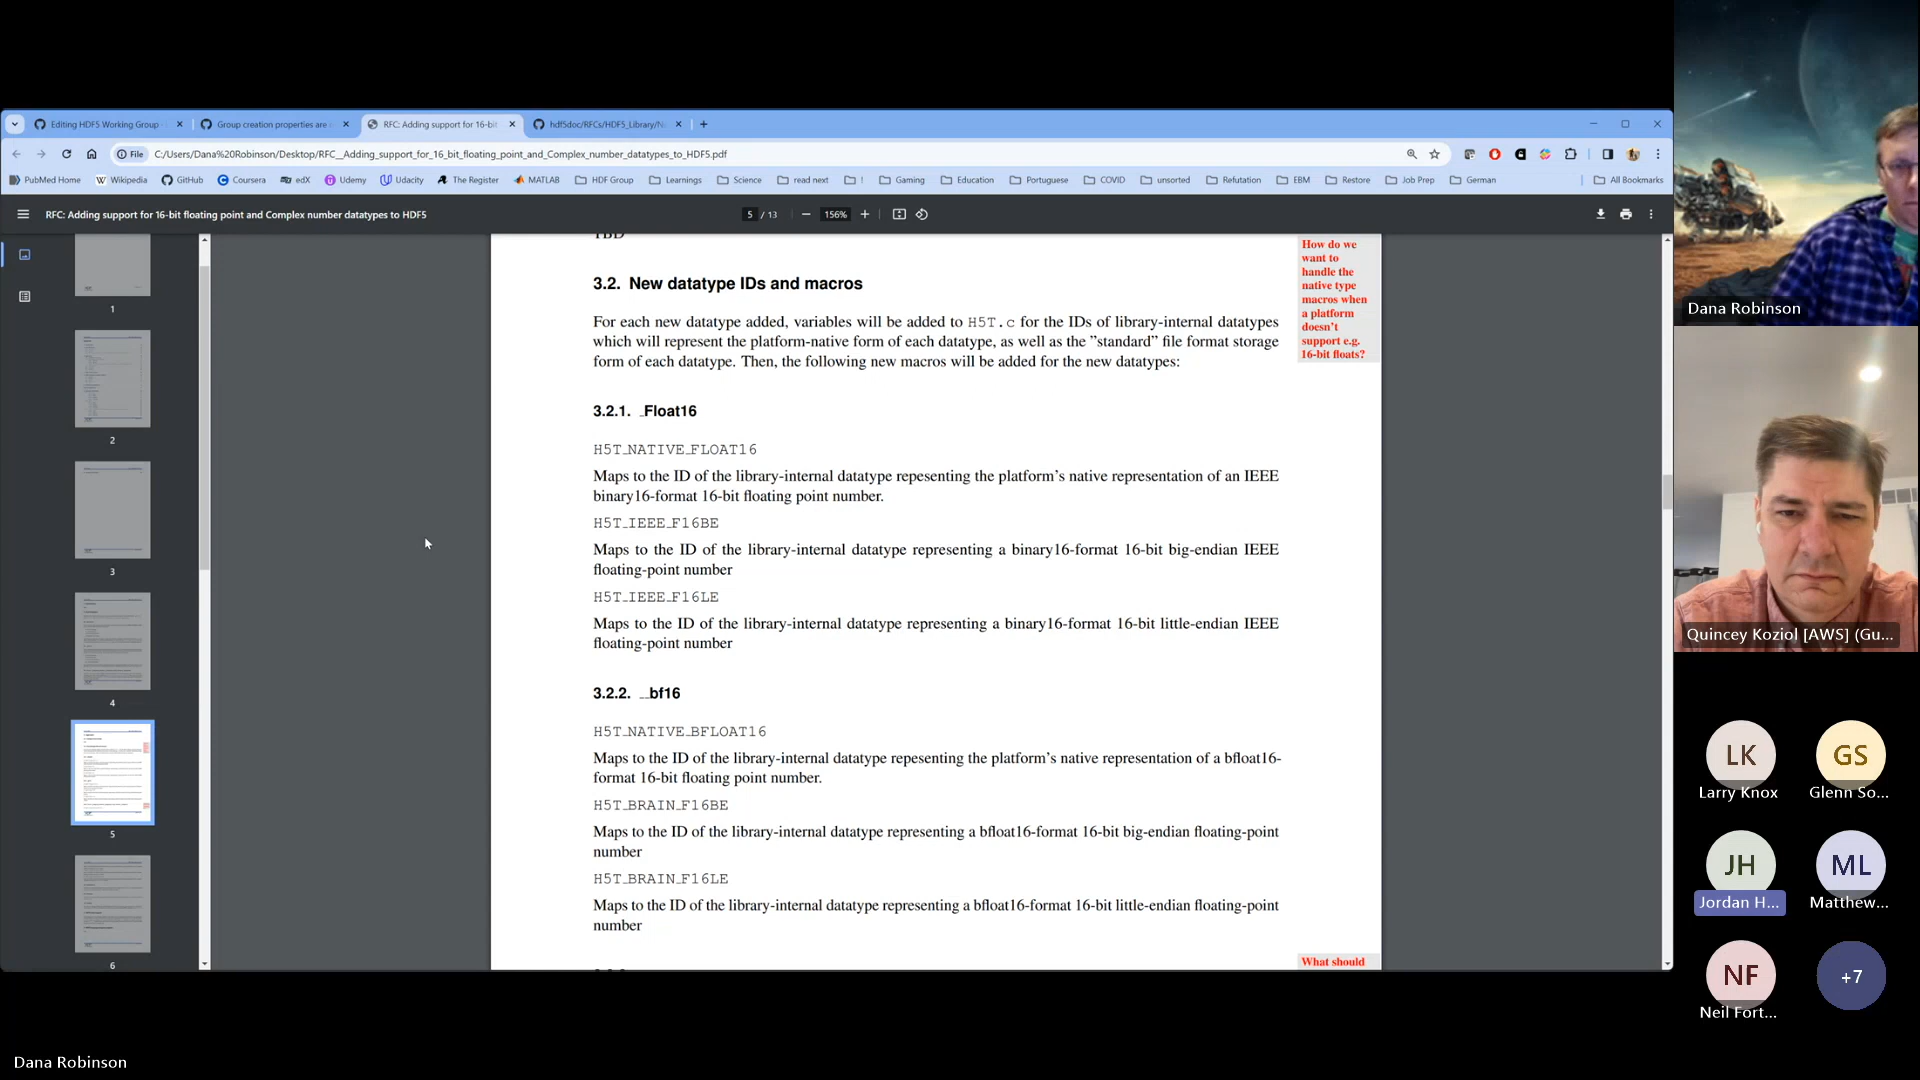 Editing HDF5 Working Group
Group creation properties are
RFC: Adding support for 16-bit
hdf5doc/RFCs/HDF5_Library/N
File
C:/Users/Dana%20Robinson/Desktop/RFC__Adding_support_for_16_bit_floating_point_and_Complex_number_datatypes_to_HDF5.pdf
PubMed Home
Wikipedia
GitHub
Coursera
edX
Udemy
Udacity
The Register
MATLAB
HDF Group
Learnings
Science
read next
Gaming
Education
Portuguese
COVID
unsorted
Refutation
EBM
Restore
Job Prep
German
All Bookmarks
RFC: Adding support for 16-bit floating point and Complex number datatypes to HDF5
5 / 13
156%
1
2
3
4
5
6
TBD
3.2. New datatype IDs and macros
For each new datatype added, variables will be added to H5T.c for the IDs of library-internal datatypes
which will represent the platform-native form of each datatype, as well as the ”standard” file format storage
form of each datatype. Then, the following new macros will be added for the new datatypes:
3.2.1. _Float16
H5T_NATIVE_FLOAT16
Maps to the ID of the library-internal datatype repesenting the platform’s native representation of an IEEE
binary16-format 16-bit floating point number.
H5T_IEEE_F16BE
Maps to the ID of the library-internal datatype representing a binary16-format 16-bit big-endian IEEE
floating-point number
H5T_IEEE_F16LE
Maps to the ID of the library-internal datatype representing a binary16-format 16-bit little-endian IEEE
floating-point number
3.2.2. __bf16
H5T_NATIVE_BFLOAT16
Maps to the ID of the library-internal datatype repesenting the platform’s native representation of a bfloat16-
format 16-bit floating point number.
H5T_BRAIN_F16BE
Maps to the ID of the library-internal datatype representing a bfloat16-format 16-bit big-endian floating-point
number
H5T_BRAIN_F16LE
Maps to the ID of the library-internal datatype representing a bfloat16-format 16-bit little-endian floating-point
number
How do we
want to
handle the
native type
macros when
a platform
doesn’t
support e.g.
16-bit floats?
What should
Dana Robinson
Quincey Koziol [AWS] (Gu...
LK
Larry Knox
GS
Glenn So...
JH
Jordan H...
ML
Matthew...
NF
Neil Fort...
+7
Dana Robinson